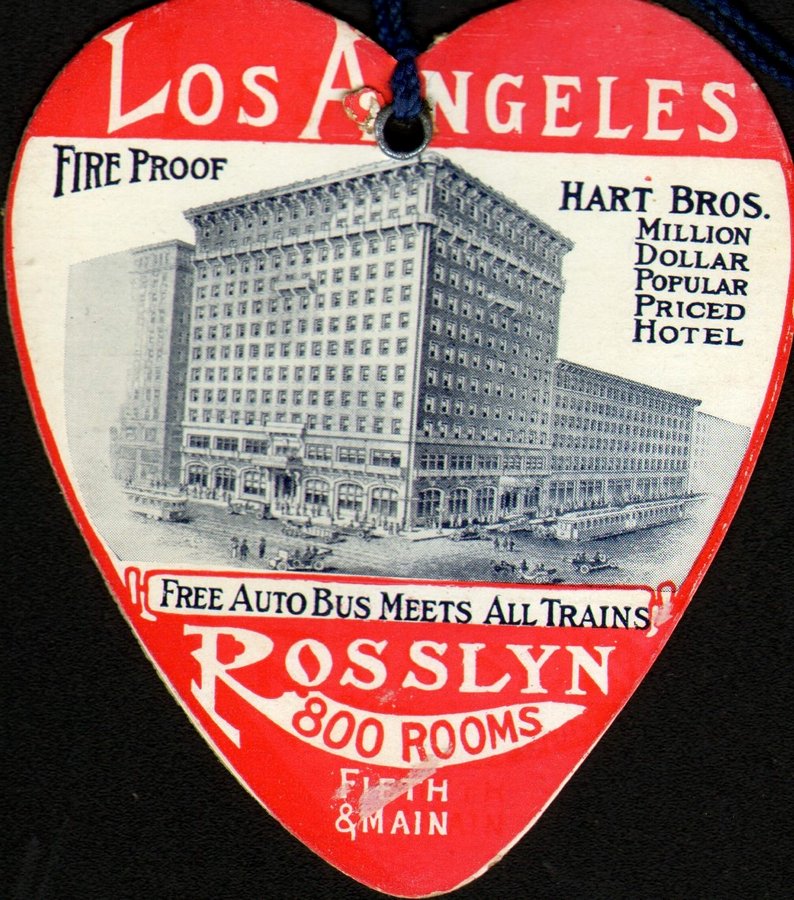 LOS ANGELES
FIRE PROOF
HART BROS.
MILLION
DOLLAR
POPULAR
PRICED
HOTEL
FREE AUTO BUS MEETS ALL TRAINS
ROSSLYN
800 ROOMS
FIFTH
& MAIN